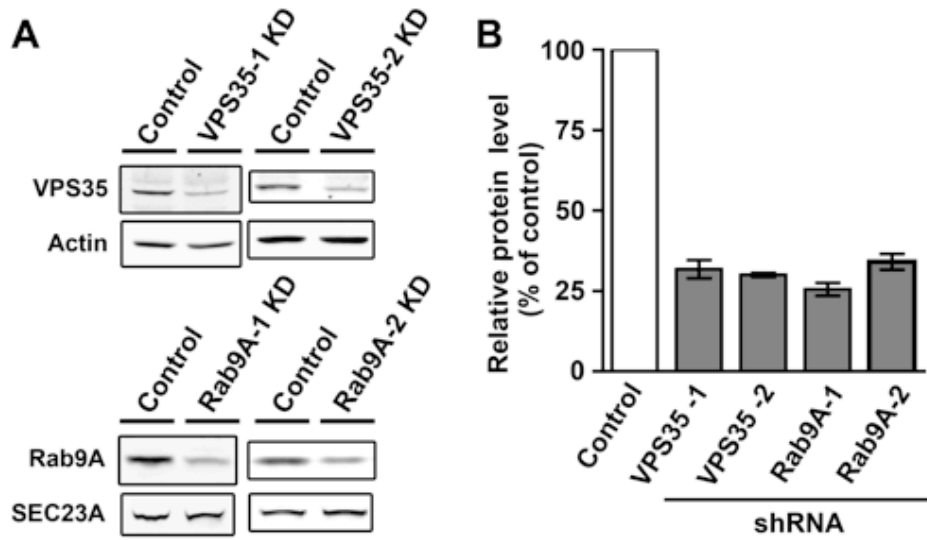 A
Control
VPS35-1 KD
Control
VPS35-2 KD
VPS35
Actin
Control
Rab9A-1 KD
Control
Rab9A-2 KD
Rab9A
SEC23A
B
Relative protein level
(% of control)
100
75
50
25
0
Control
VPS35 -1
VPS35 -2
Rab9A-1
Rab9A-2
shRNA